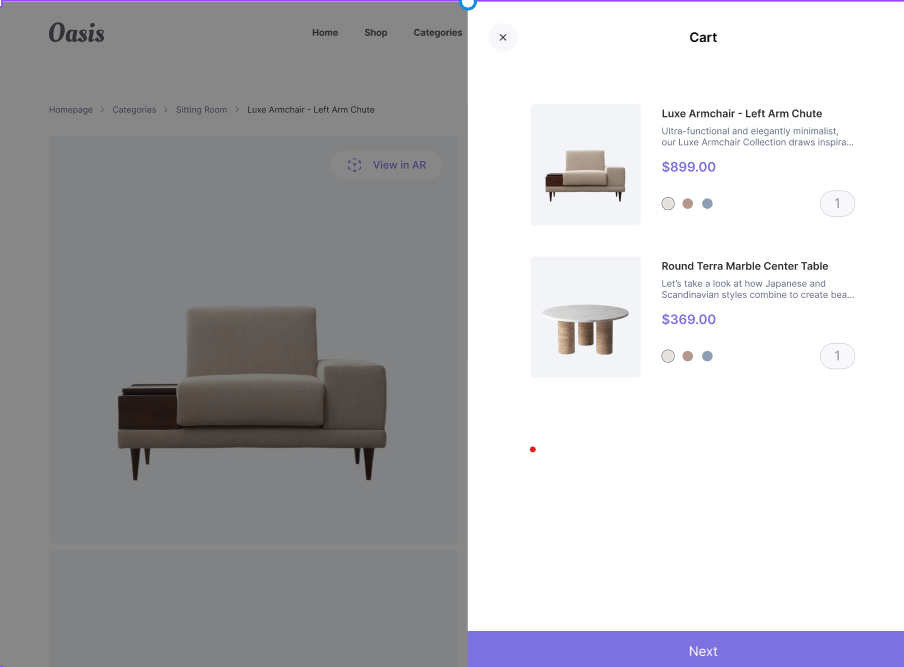 Oasis
Home Shop Categories
Homepage > Categories > Sitting Room > Luxe Armchair - Left Arm Chute
View in AR
Cart
Luxe Armchair - Left Arm Chute
Ultra-functional and elegantly minimalist,
our Luxe Armchair Collection draws inspira...
$899.00
1
Round Terra Marble Center Table
Let's take a look at how Japanese and
Scandinavian styles combine to create bea...
$369.00
1
Next